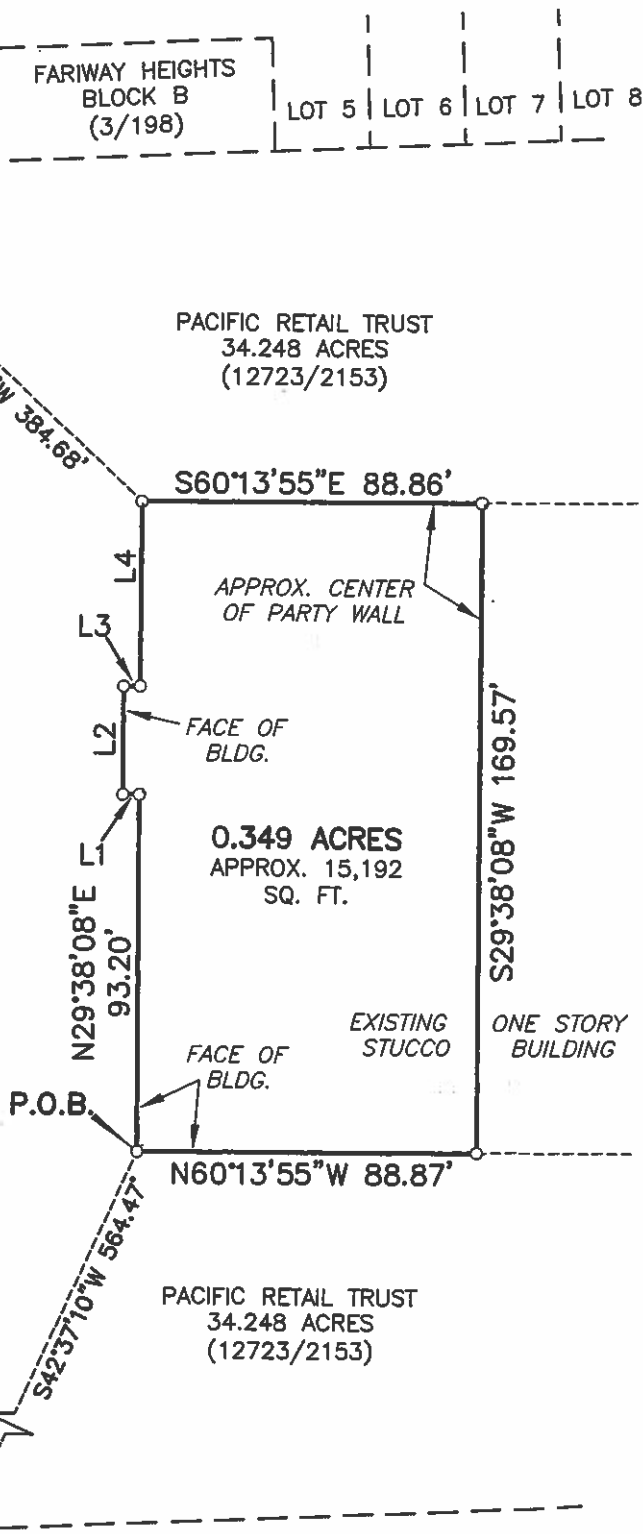 FARIWAY HEIGHTS
BLOCK B
(3/198)
LOT 5
LOT 6
LOT 7
LOT 8
PACIFIC RETAIL TRUST
34.248 ACRES
(12723/2153)
W 384.68'
S60°13'55"E 88.86'
L4
APPROX. CENTER
OF PARTY WALL
L3
L2
FACE OF
BLDG.
L1
0.349 ACRES
APPROX. 15,192
SQ. FT.
S29°38'08"W 169.57'
N29°38'08"E
93.20'
EXISTING
STUCCO
ONE STORY
BUILDING
FACE OF
BLDG.
P.O.B.
N60°13'55"W 88.87'
S42°37'10"W 564.47'
PACIFIC RETAIL TRUST
34.248 ACRES
(12723/2153)